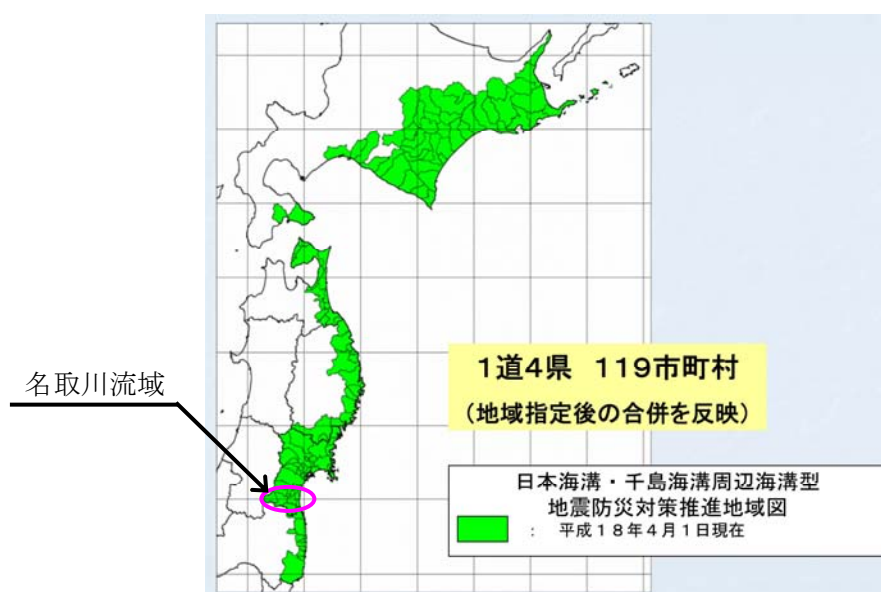 名取川流域
1道4県 119市町村
(地域指定後の合併を反映)
日本海溝・千島海溝周辺海溝型
地震防災対策推進地域図
： 平成18年4月1日現在